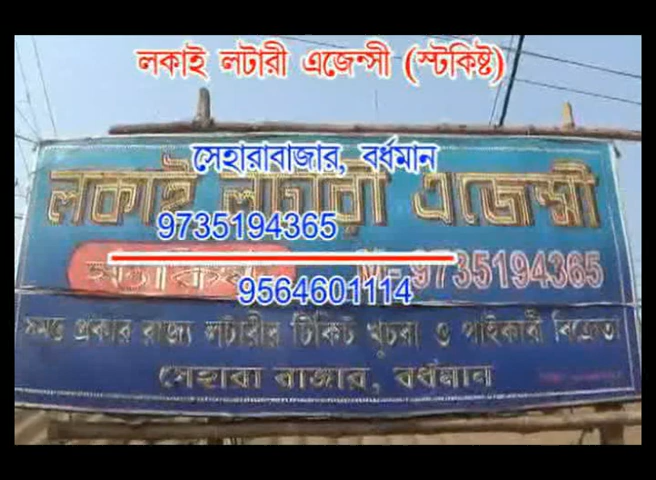 লকাই লটারী এজেন্সী (স্টকিষ্ট)
সেহারাবাজার, বর্ধমান
লকাই লটারী এজেন্সী
9735194365
M- 9735194365
9564601114
সমস্ত প্রকার রাজ্য লটারীর টিকিট খুচরা ও পাইকারী বিক্রেতা
সেহারা বাজার, বর্ধমান